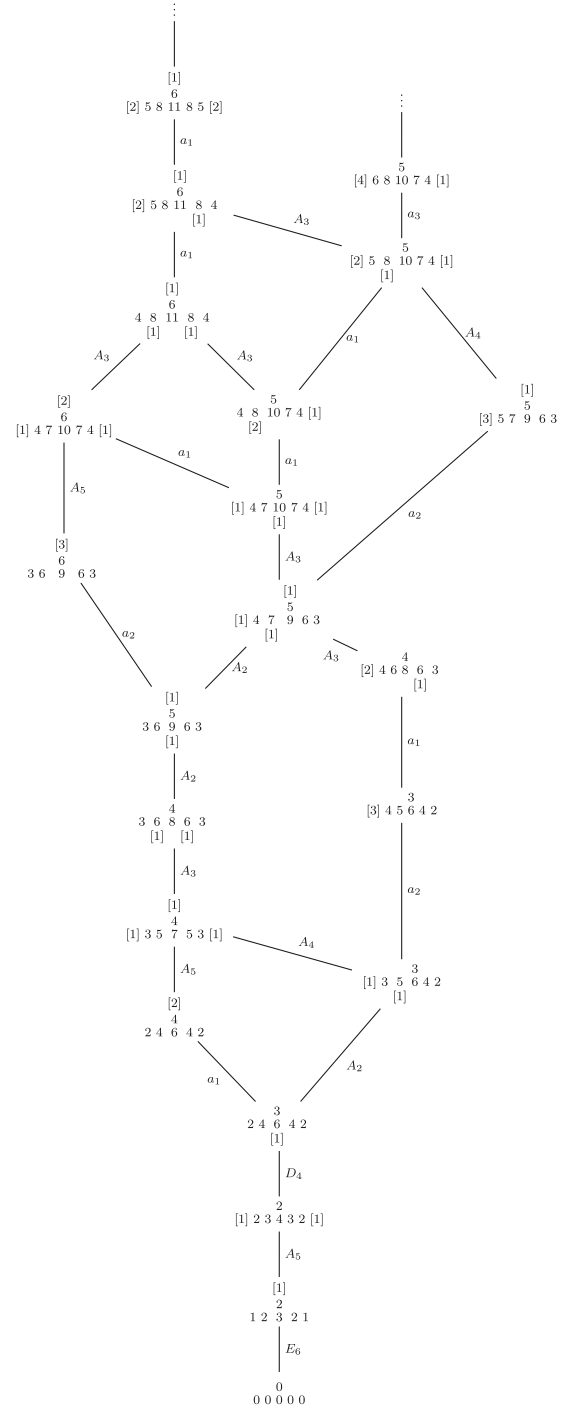 ⋮
[1]
6
[2] 5 8 11 8 5 [2]
a1
⋮
5
[4] 6 8 10 7 4 [1]
a3
[1]
6
[2] 5 8 11 8 4
[1]
A3
5
[2] 5 8 10 7 4 [1]
[1]
a1
[1]
6
4 8 11 8 4
[1] [1]
a1
A4
A3
A3
[2]
6
[1] 4 7 10 7 4 [1]
5
4 8 10 7 4 [1]
[2]
[1]
5
[3] 5 7 9 6 3
a1
a1
A5
5
[1] 4 7 10 7 4 [1]
[1]
a2
[3]
6
3 6 9 6 3
A3
[1]
5
[1] 4 7 9 6 3
[1]
a2
A2
A3
4
[2] 4 6 8 6 3
[1]
[1]
5
3 6 9 6 3
[1]
a1
A2
3
[3] 4 5 6 4 2
4
3 6 8 6 3
[1] [1]
A3
a2
[1]
4
[1] 3 5 7 5 3 [1]
A4
A5
3
[1] 3 5 6 4 2
[1]
[2]
4
2 4 6 4 2
a1
A2
3
2 4 6 4 2
[1]
D4
2
[1] 2 3 4 3 2 [1]
A5
[1]
2
1 2 3 2 1
E6
0
0 0 0 0 0